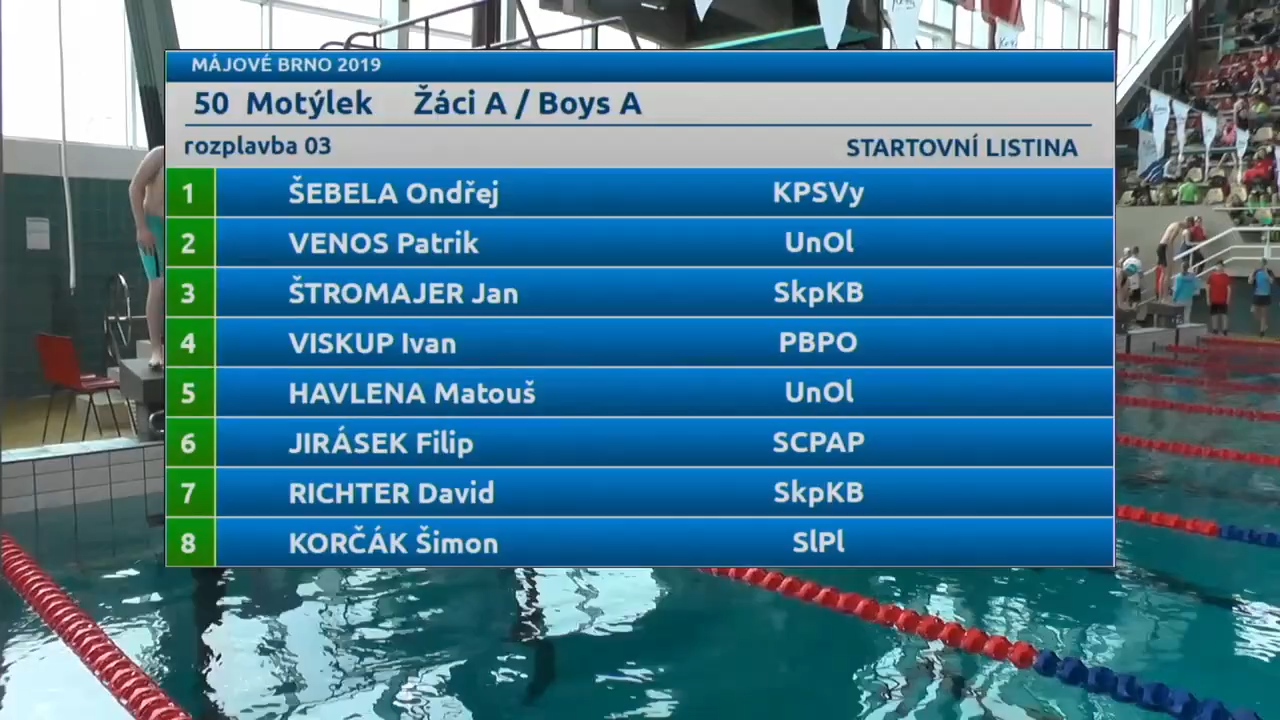 MÁJOVÉ BRNO 2019
50 Motýlek Žáci A / Boys A
rozplavba 03 STARTOVNÍ LISTINA
1 ŠEBELA Ondřej KPSVy
2 VENOS Patrik UnOl
3 ŠTROMAJER Jan SkpKB
4 VISKUP Ivan PBPO
5 HAVLENA Matouš UnOl
6 JIRÁSEK Filip SCPAP
7 RICHTER David SkpKB
8 KORČÁK Šimon SlPl